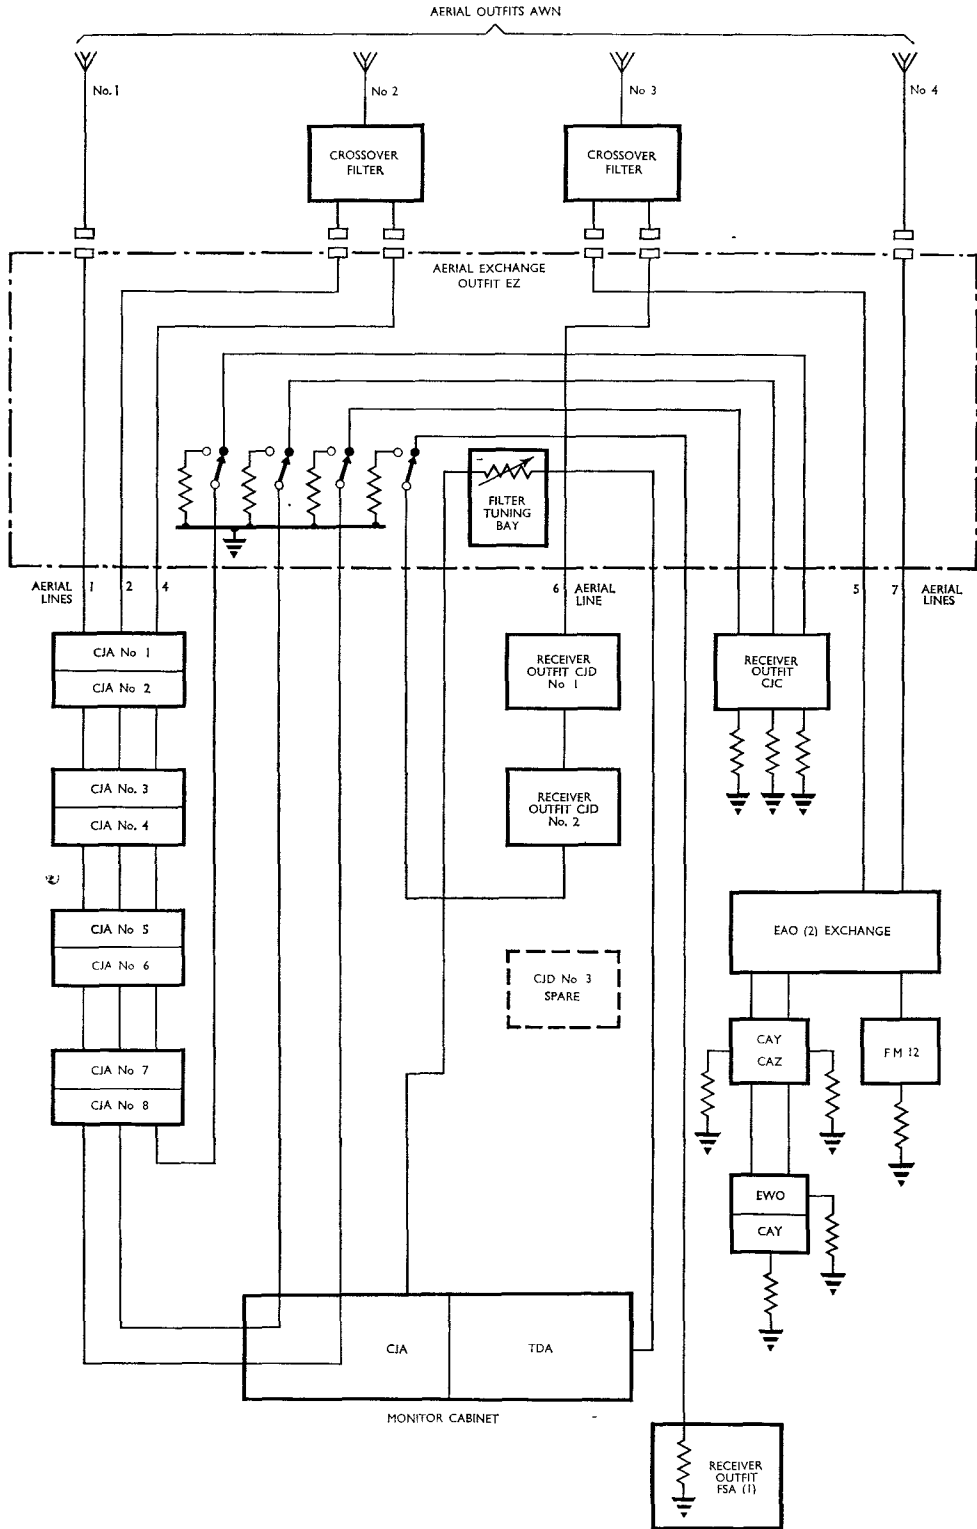 AERIAL OUTFITS AWN
No.1
No 2
No 3
No 4
CROSSOVER
FILTER
CROSSOVER
FILTER
AERIAL EXCHANGE
OUTFIT EZ
FILTER
TUNING
BAY
AERIAL
LINES
1
2
4
6
AERIAL
LINE
5
7
AERIAL
LINES
CJA No 1
CJA No 2
RECEIVER
OUTFIT CJD
No 1
RECEIVER
OUTFIT
CJC
CJA No. 3
CJA No. 4
RECEIVER
OUTFIT CJD
No. 2
CJA No 5
CJA No 6
EAO (2) EXCHANGE
CJD No 3
SPARE
CJA No 7
CJA No 8
CAY
CAZ
FM 12
EWO
CAY
CJA
TDA
MONITOR CABINET
RECEIVER
OUTFIT
FSA (1)